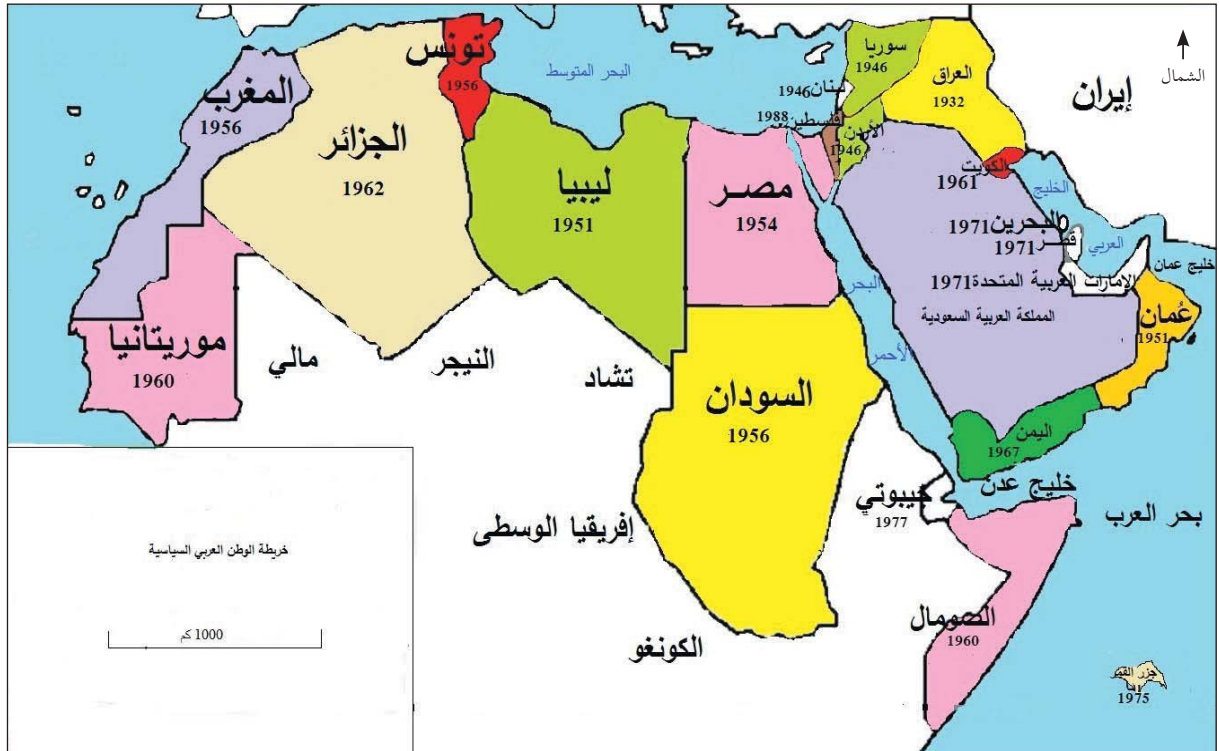 الشمال
إيران
تونس
1956
البحر المتوسط
سوريا
1946
العراق
1932
لبنان
1946
فلسطين
1988
الأردن
1946
المغرب
1956
الجزائر
1962
ليبيا
1951
مصر
1954
الكويت
1961
الخليج
العربي
البحرين
1971
قطر
1971
خليج عمان
الإمارات العربية المتحدة
1971
المملكة العربية السعودية
عُمان
1951
البحر
الأحمر
موريتانيا
1960
مالي
النيجر
تشاد
السودان
1956
اليمن
1967
خليج عدن
بحر العرب
جيبوتي
1977
إفريقيا الوسطى
الكونغو
الصومال
1960
جزر القمر
1975
خريطة الوطن العربي السياسية
1000 كم